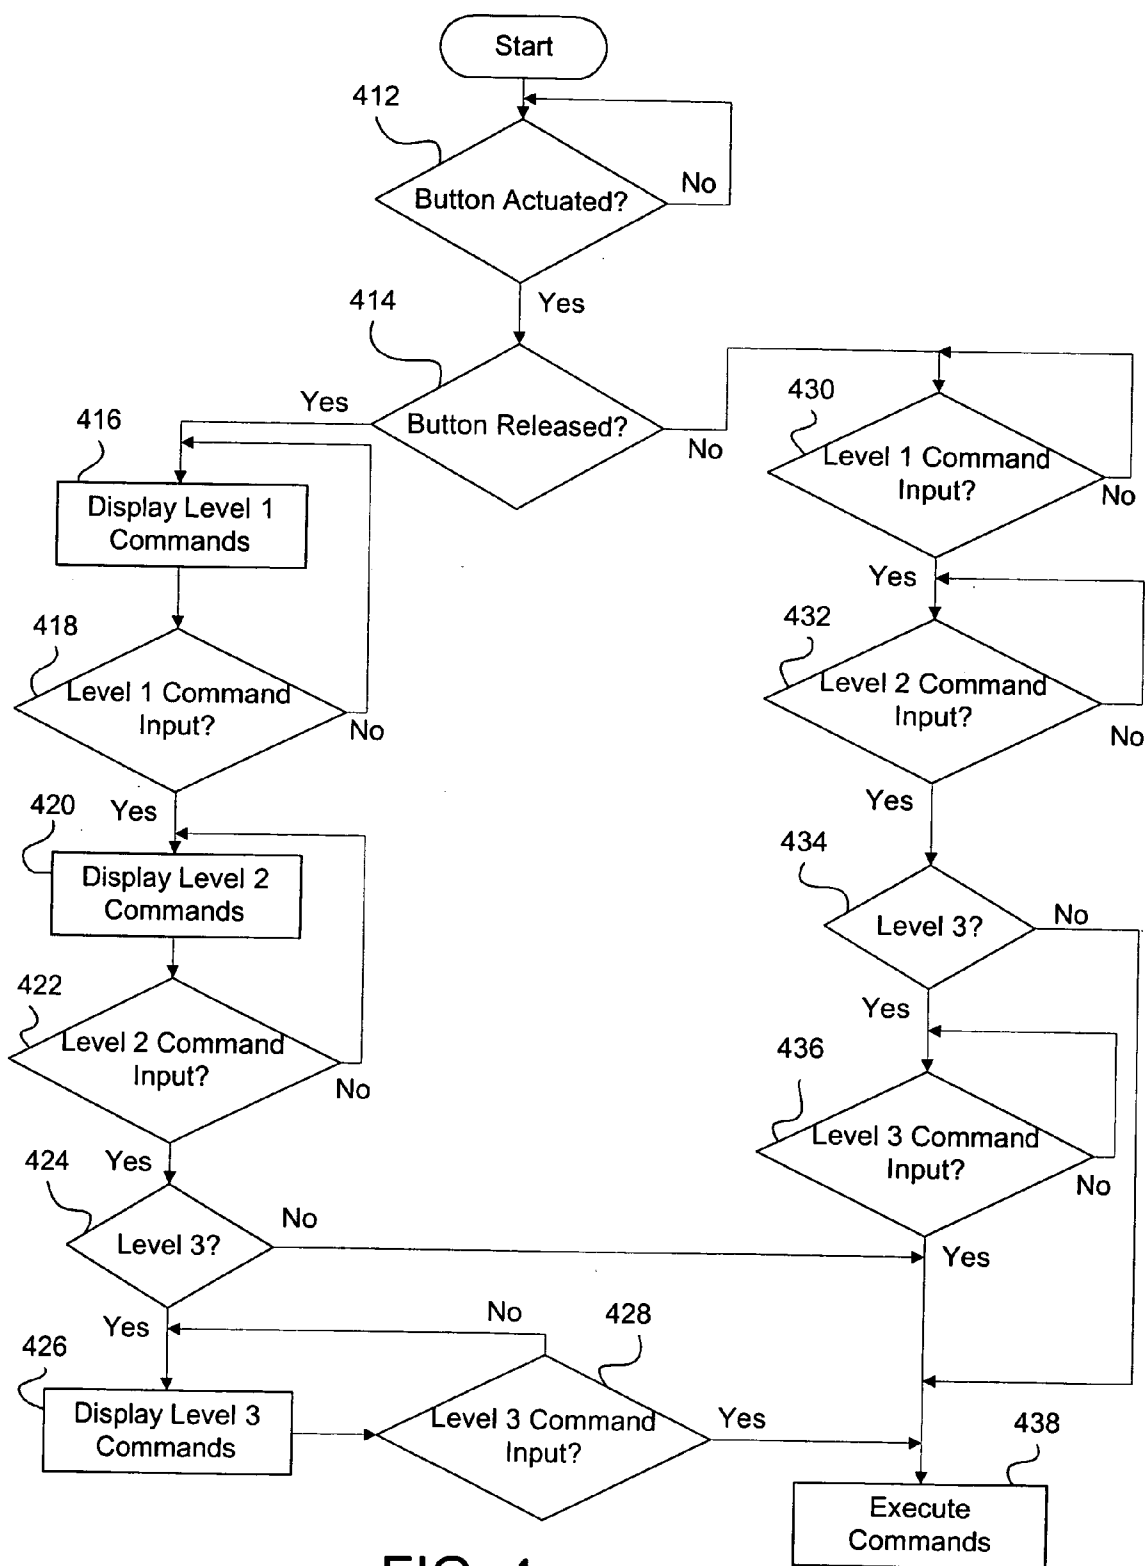 Start
412
Button Actuated?
No
Yes
414
Button Released?
Yes
No
416
Display Level 1
Commands
418
Level 1 Command
Input?
No
Yes
420
Display Level 2
Commands
422
Level 2 Command
Input?
No
Yes
424
Level 3?
No
Yes
426
Display Level 3
Commands
428
Level 3 Command
Input?
No
Yes
430
Level 1 Command
Input?
No
Yes
432
Level 2 Command
Input?
No
Yes
434
Level 3?
No
Yes
436
Level 3 Command
Input?
No
Yes
438
Execute
Commands
FIG. 4